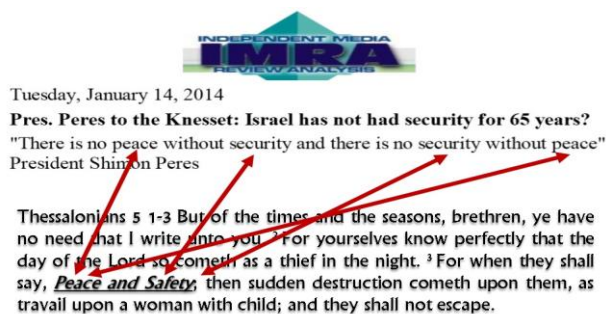 INDEPENDENT MEDIA
IMRA
REVIEW ANALYSIS
Tuesday, January 14, 2014
Pres. Peres to the Knesset: Israel has not had security for 65 years?
"There is no peace without security and there is no security without peace"
President Shimon Peres
Thessalonians 5 1-3 But of the times and the seasons, brethren, ye have
no need that I write unto you. ² For yourselves know perfectly that the
day of the Lord so cometh as a thief in the night. ³ For when they shall
say, Peace and Safety; then sudden destruction cometh upon them, as
travail upon a woman with child; and they shall not escape.